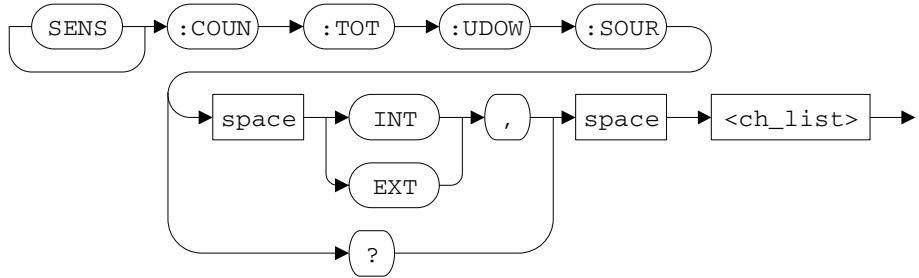 SENS :COUN :TOT :UDOW :SOUR
space INT , space <ch_list>
EXT
?